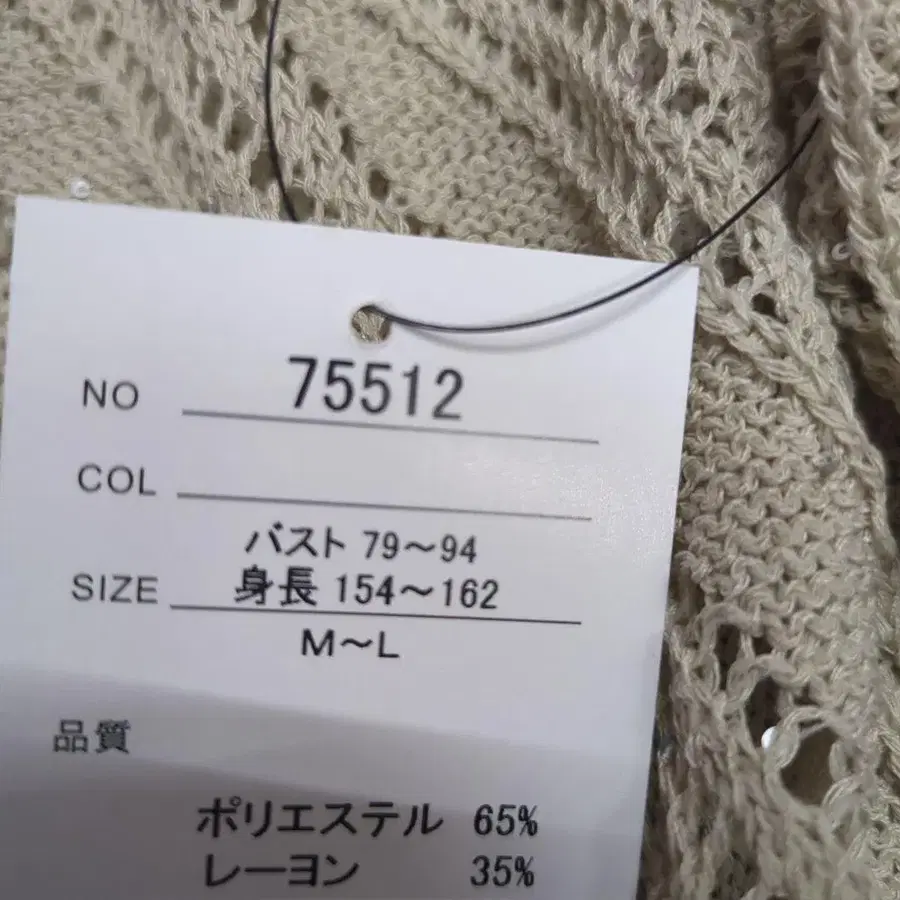 NO 75512
COL
バスト 79～94
SIZE 身長 154～162
M～L
品質
ポリエステル 65%
レーヨン 35%